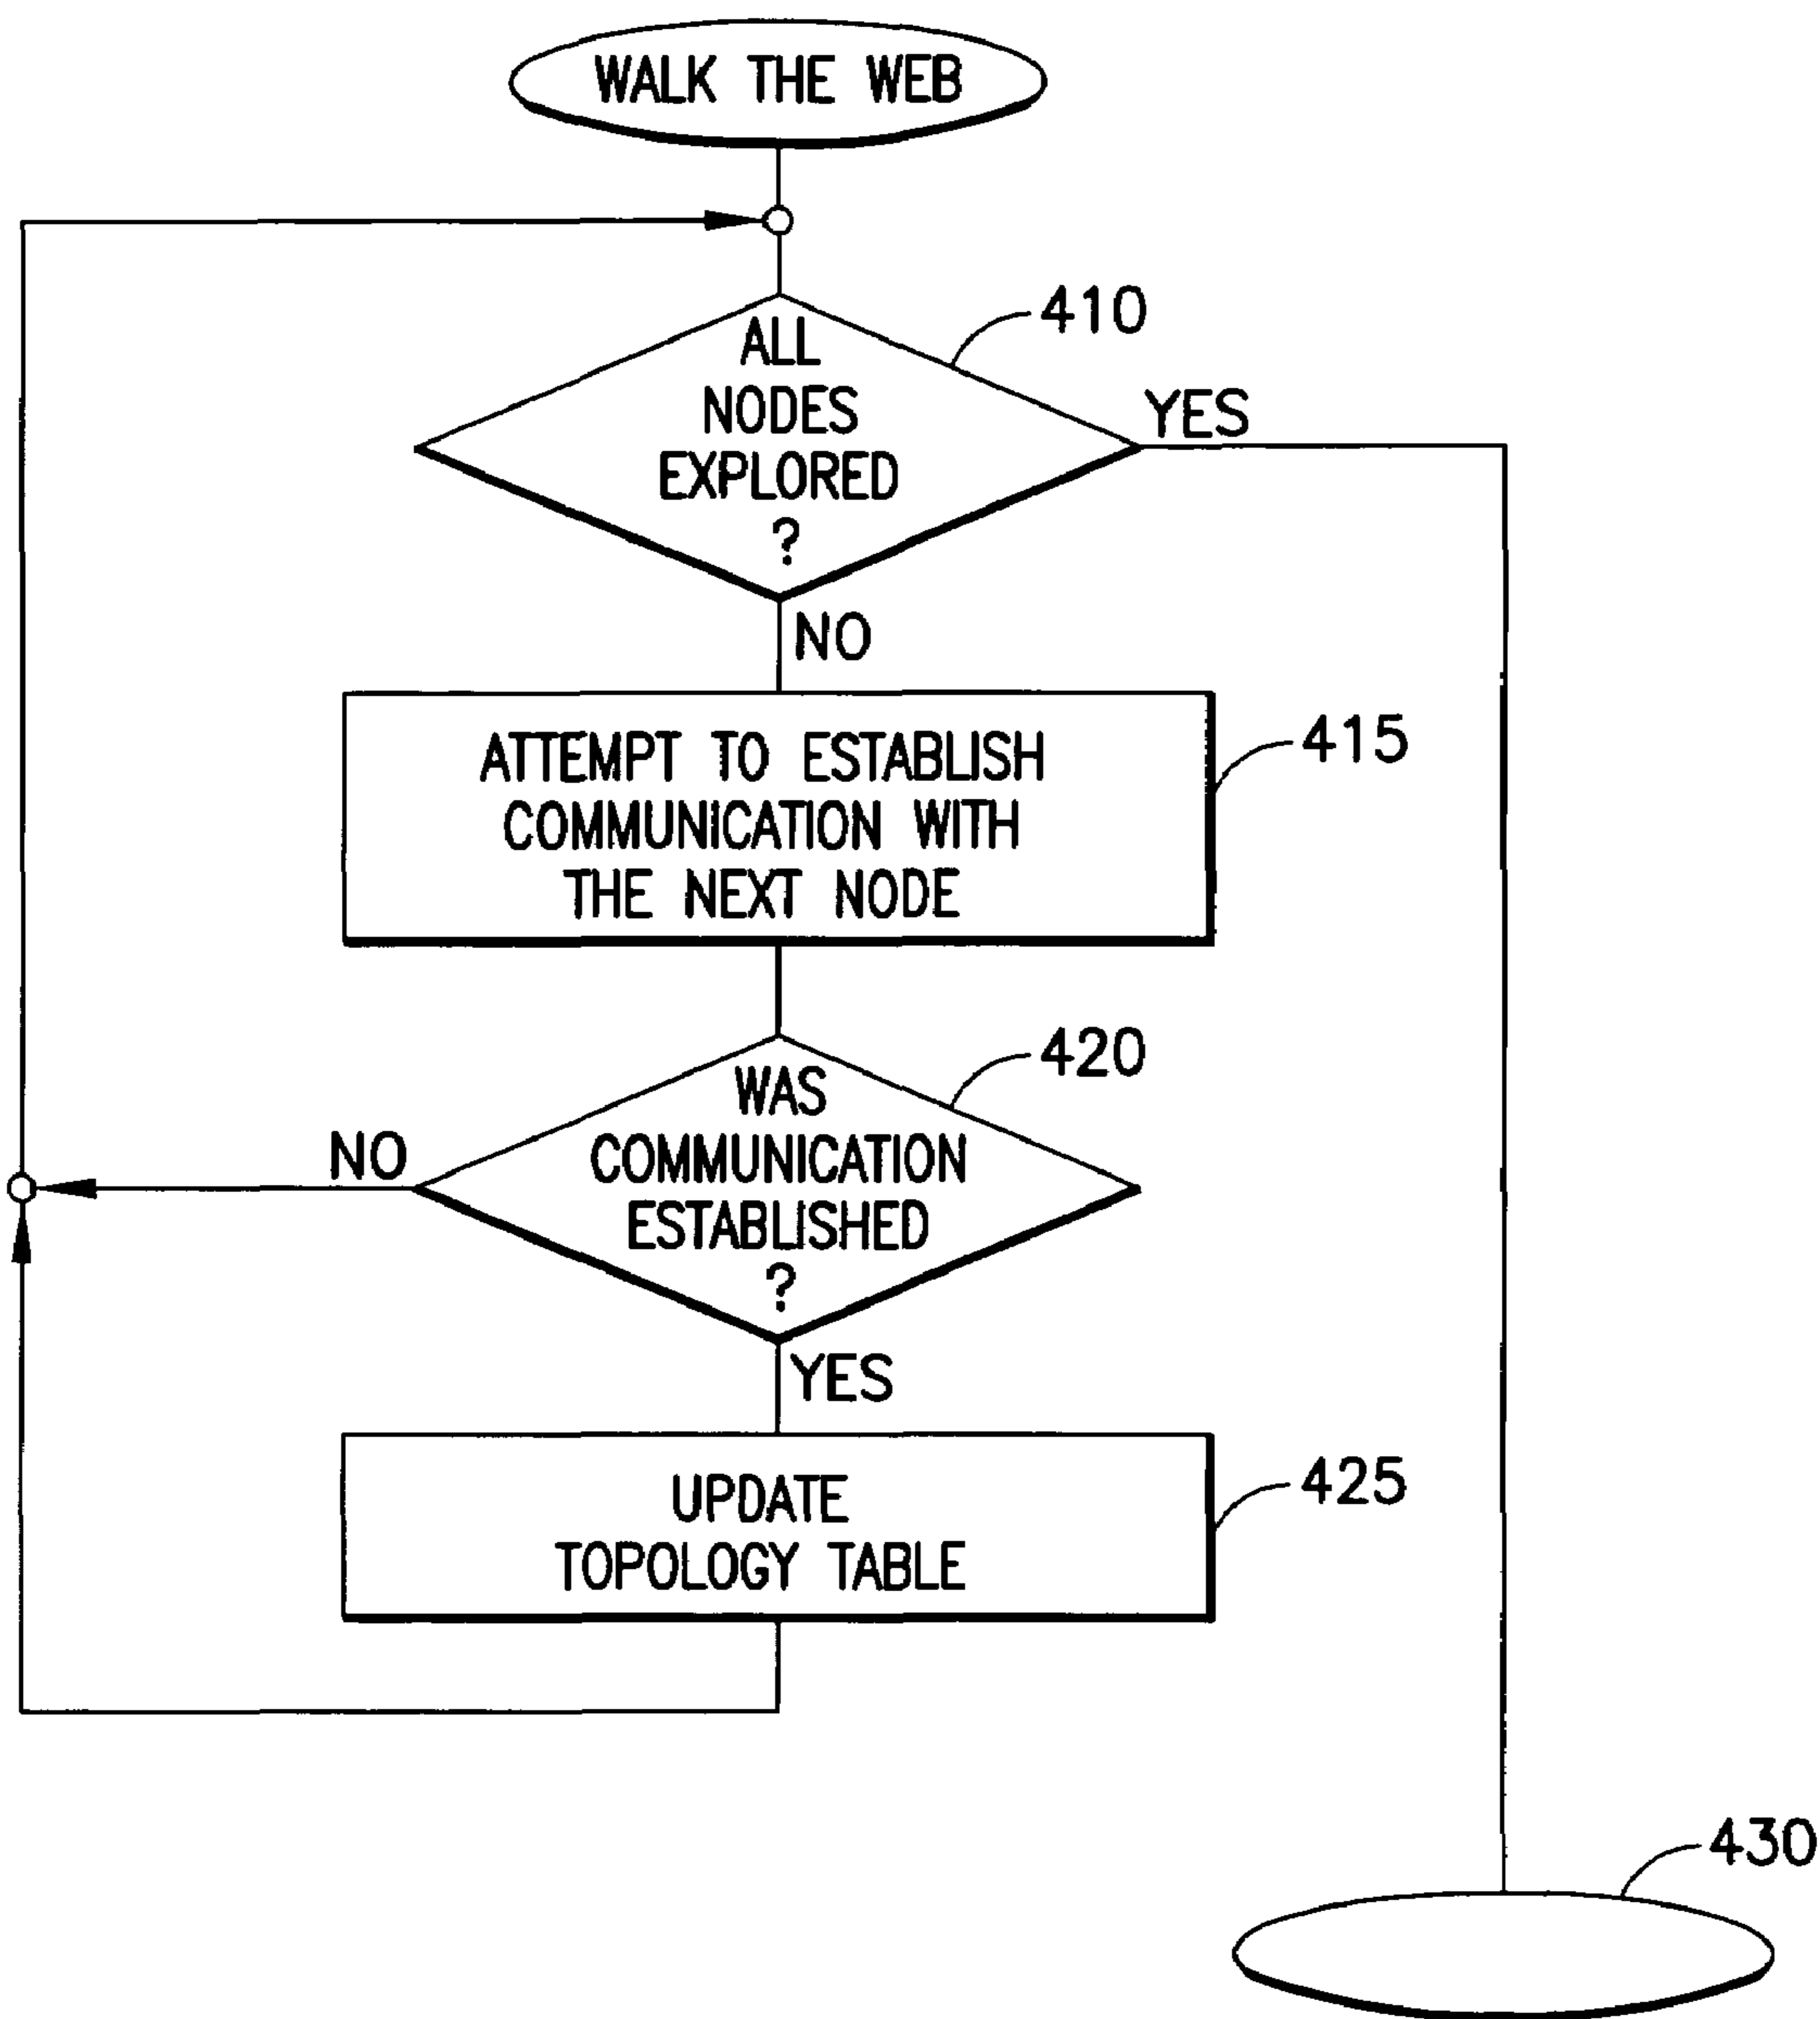 WALK THE WEB
410
ALL
NODES
EXPLORED
?
YES
NO
ATTEMPT TO ESTABLISH
COMMUNICATION WITH
THE NEXT NODE
415
420
WAS
COMMUNICATION
ESTABLISHED
?
NO
YES
UPDATE
TOPOLOGY TABLE
425
430